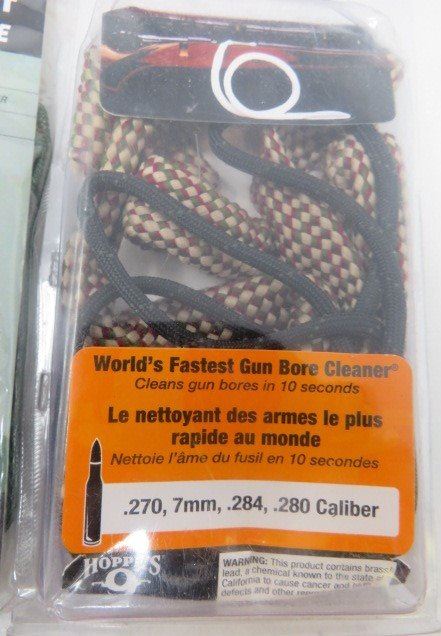 World's Fastest Gun Bore Cleaner®
Cleans gun bores in 10 seconds
Le nettoyant des armes le plus
rapide au monde
Nettoie l'âme du fusil en 10 secondes
.270, 7mm, .284, .280 Caliber
HOPPE'S
WARNING: This product contains brass
lead, a chemical known to the state of
California to cause cancer and
defects and other